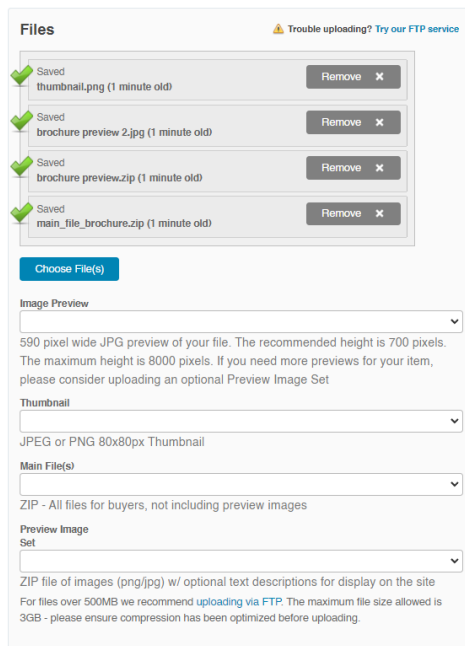 Files
Trouble uploading? Try our FTP service
Saved
thumbnail.png (1 minute old)
Remove ✕
Saved
brochure preview 2.jpg (1 minute old)
Remove ✕
Saved
brochure preview.zip (1 minute old)
Remove ✕
Saved
main_file_brochure.zip (1 minute old)
Remove ✕
Choose File(s)
Image Preview
590 pixel wide JPG preview of your file. The recommended height is 700 pixels.
The maximum height is 8000 pixels. If you need more previews for your item,
please consider uploading an optional Preview Image Set
Thumbnail
JPEG or PNG 80x80px Thumbnail
Main File(s)
ZIP - All files for buyers, not including preview images
Preview Image
Set
ZIP file of images (png/jpg) w/ optional text descriptions for display on the site
For files over 500MB we recommend uploading via FTP. The maximum file size allowed is
3GB - please ensure compression has been optimized before uploading.